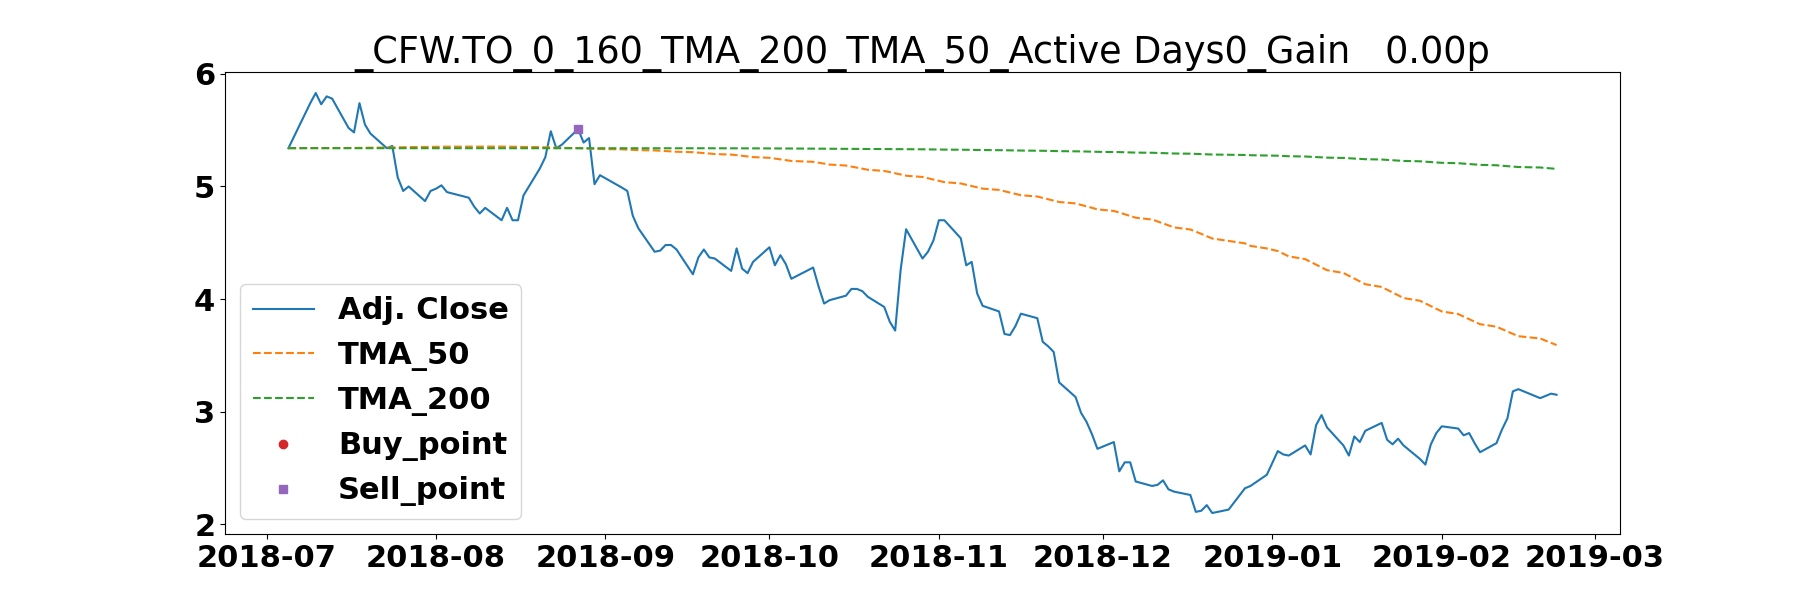 _CFW.TO_0_160_TMA_200_TMA_50_Active Days0_Gain   0.00p
6
5
4
3
2
Adj. Close
TMA_50
TMA_200
Buy_point
Sell_point
2018-07 2018-08 2018-09 2018-10 2018-11 2018-12 2019-01 2019-02 2019-03